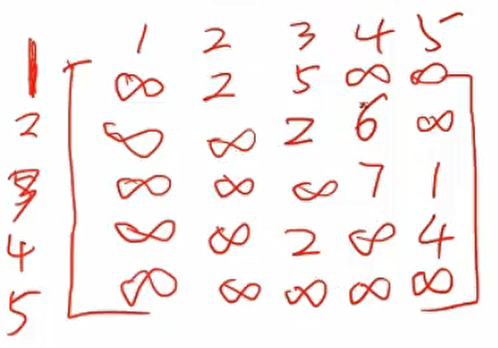 1 2 3 4 5
1 ∞ 2 5 ∞ ∞
2 ∞ ∞ 2 6 ∞
3 ∞ ∞ ∞ 7 1
4 ∞ ∞ 2 ∞ 4
5 ∞ ∞ ∞ ∞ ∞